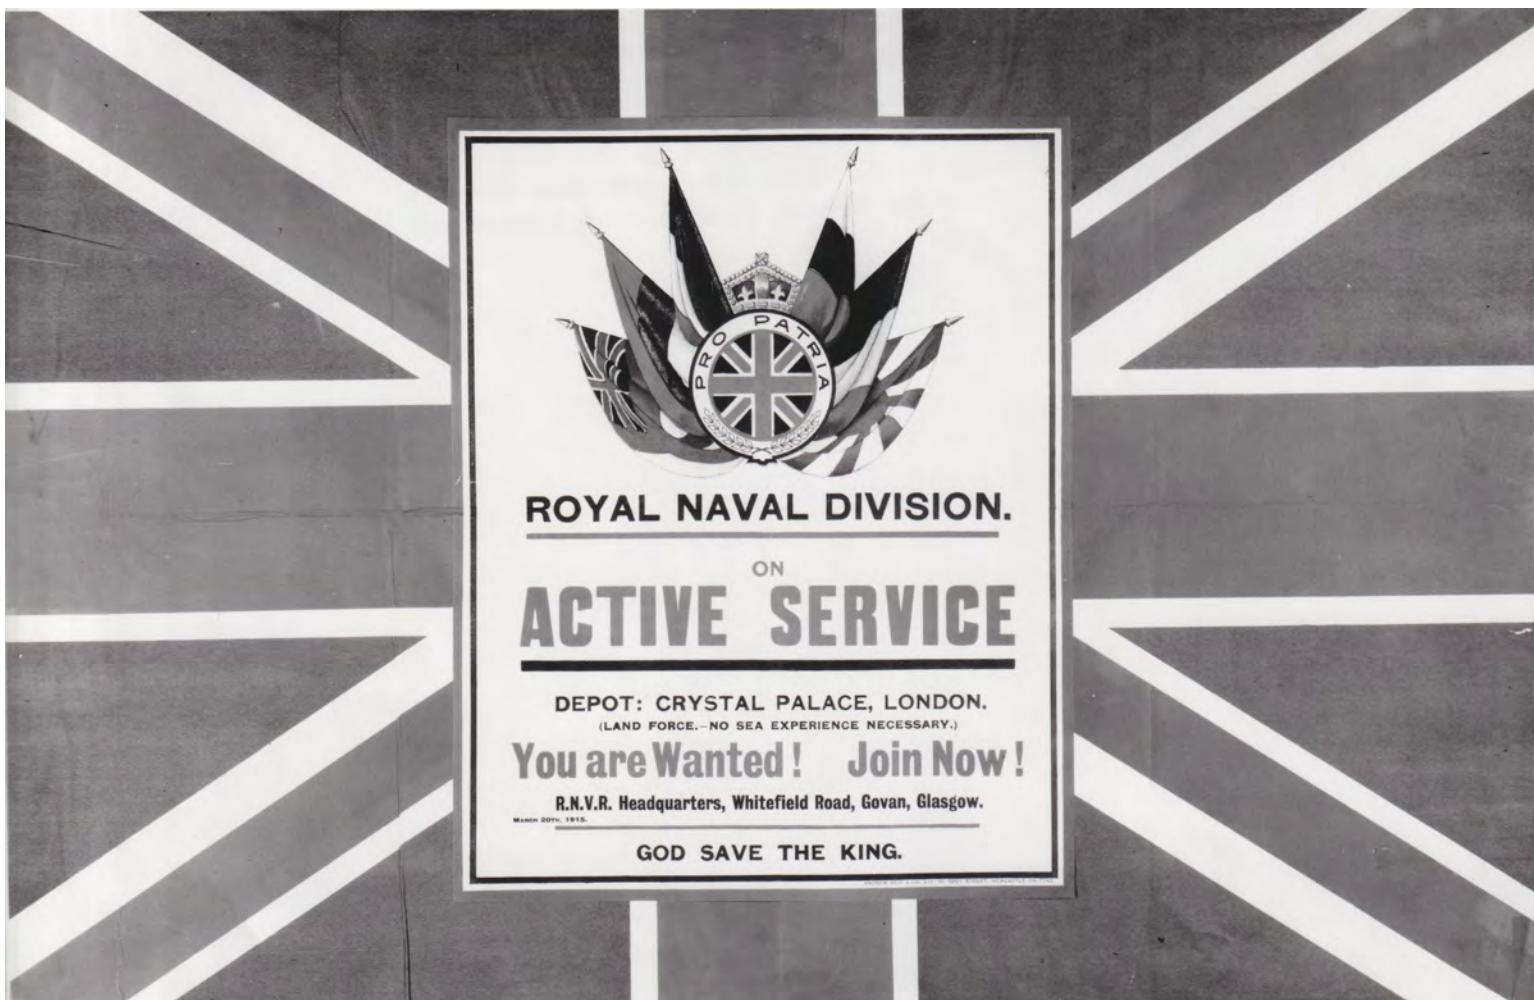 PRO PATRIA
ROYAL NAVAL DIVISION.
ON
ACTIVE SERVICE
DEPOT: CRYSTAL PALACE, LONDON.
(LAND FORCE.—NO SEA EXPERIENCE NECESSARY.)
You are Wanted! Join Now!
R.N.V.R. Headquarters, Whitefield Road, Govan, Glasgow.
MARCH 20TH, 1915.
GOD SAVE THE KING.